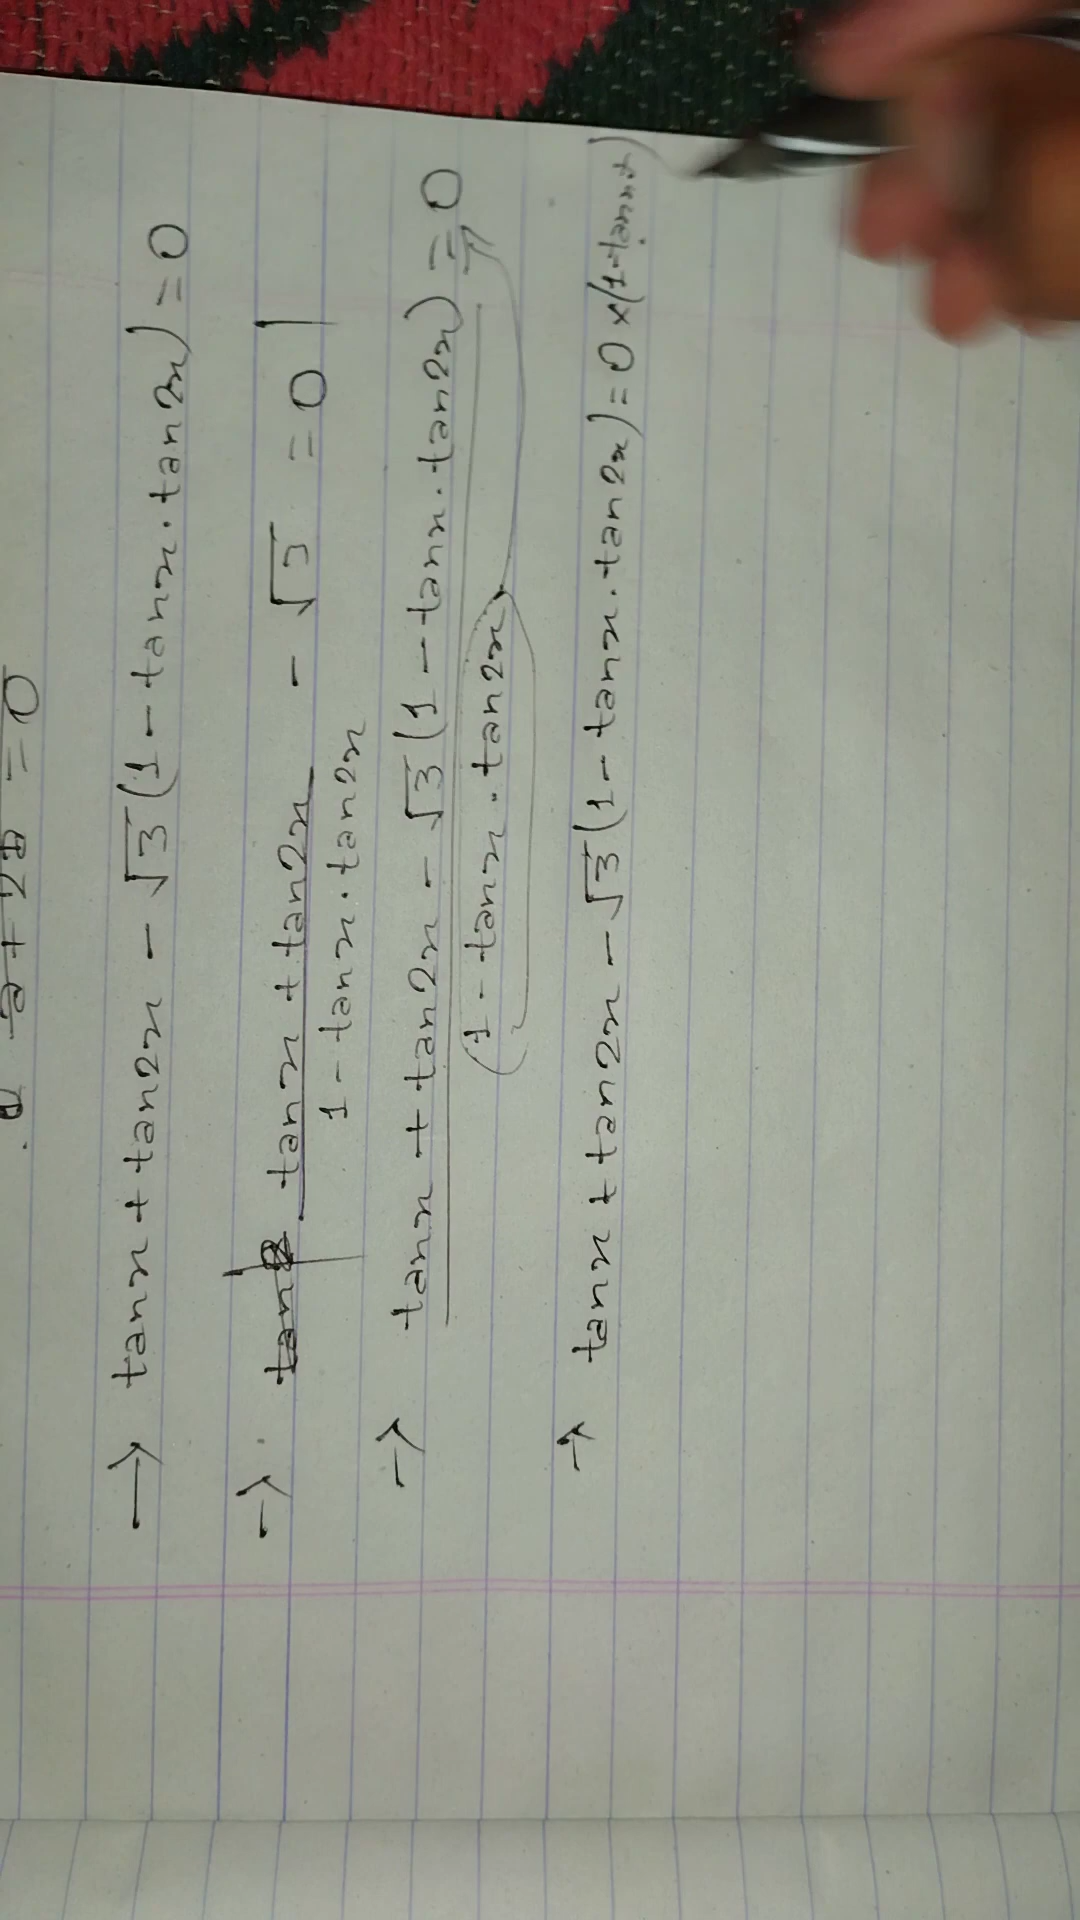 = 0
→ tanx + tan2x - √3 (1 - tanx . tan2x) = 0
→ tanx + tan2x / 1 - tanx . tan2x - √3 = 0
→ tanx + tan2x - √3 (1 - tanx . tan2x) / (1 - tanx . tan2x) = 0
→ tanx + tan2x - √3 (1 - tanx . tan2x) = 0 × (1-tanx+)